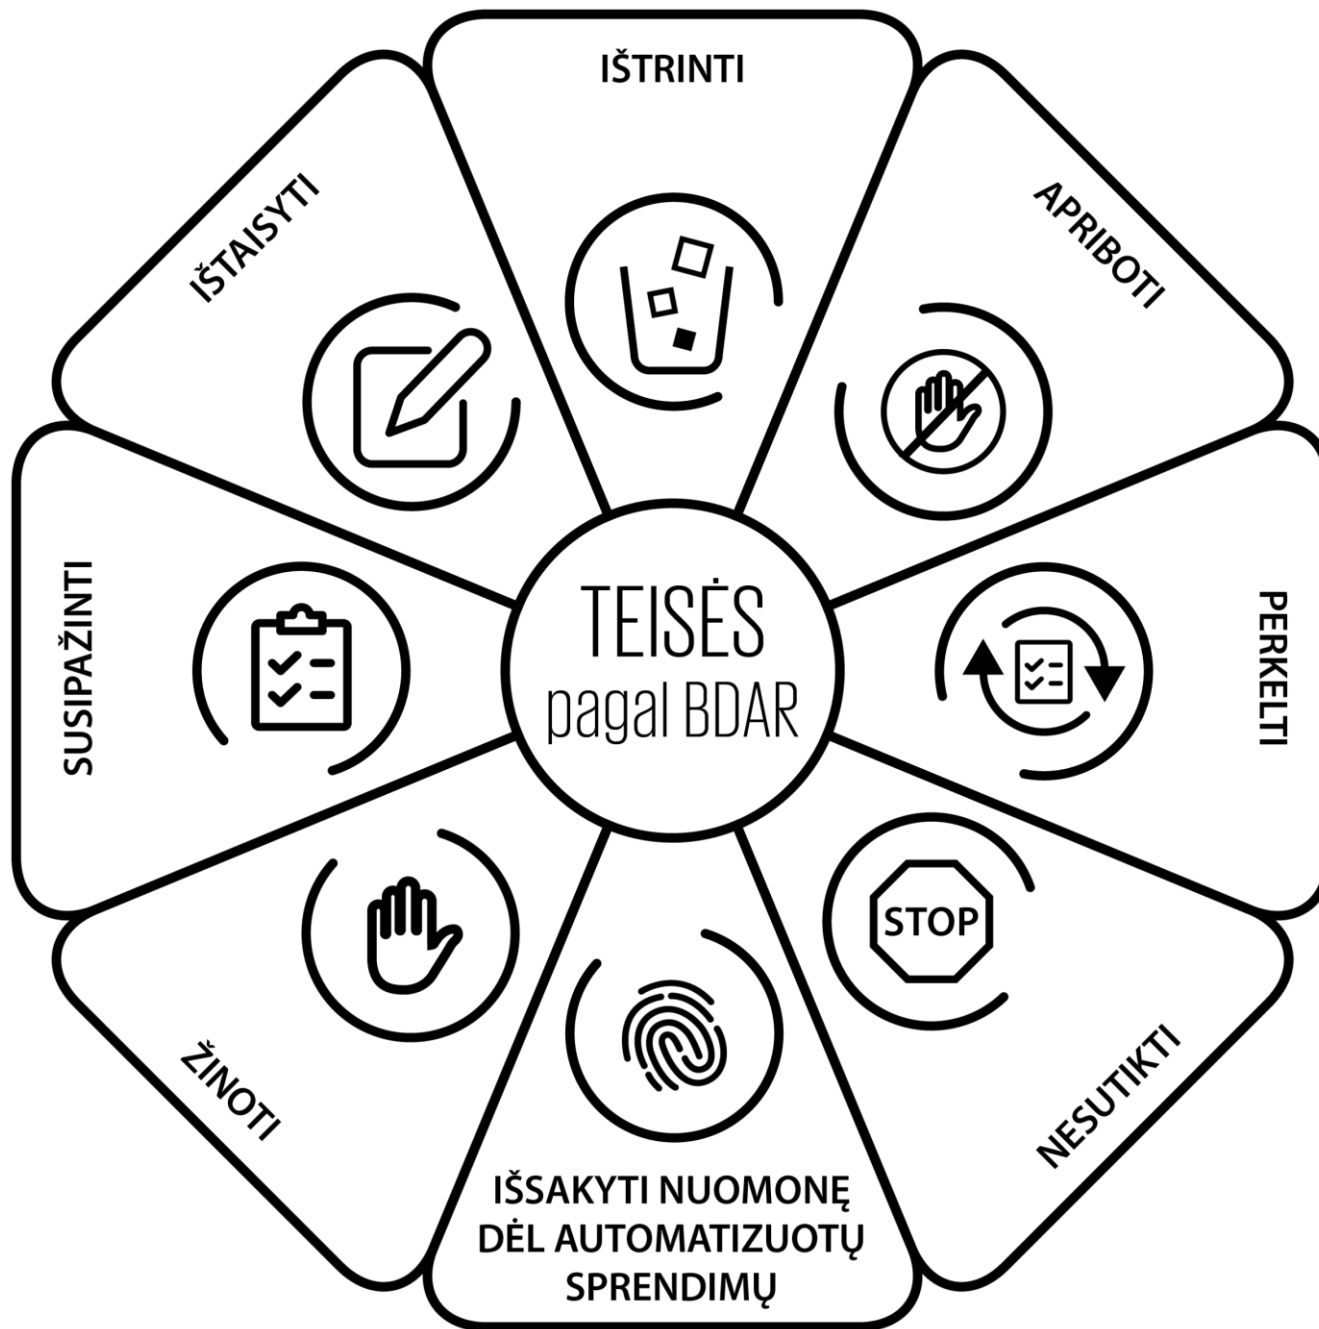 IŠTRINTI
APRIBOTI
PERKELTI
NESUTIKTI
STOP
IŠSAKYTI NUOMONĘ
DĖL AUTOMATIZUOTŲ
SPRENDIMŲ
ŽINOTI
SUSIPAŽINTI
IŠTAISYTI
TEISĖS
pagal BDAR